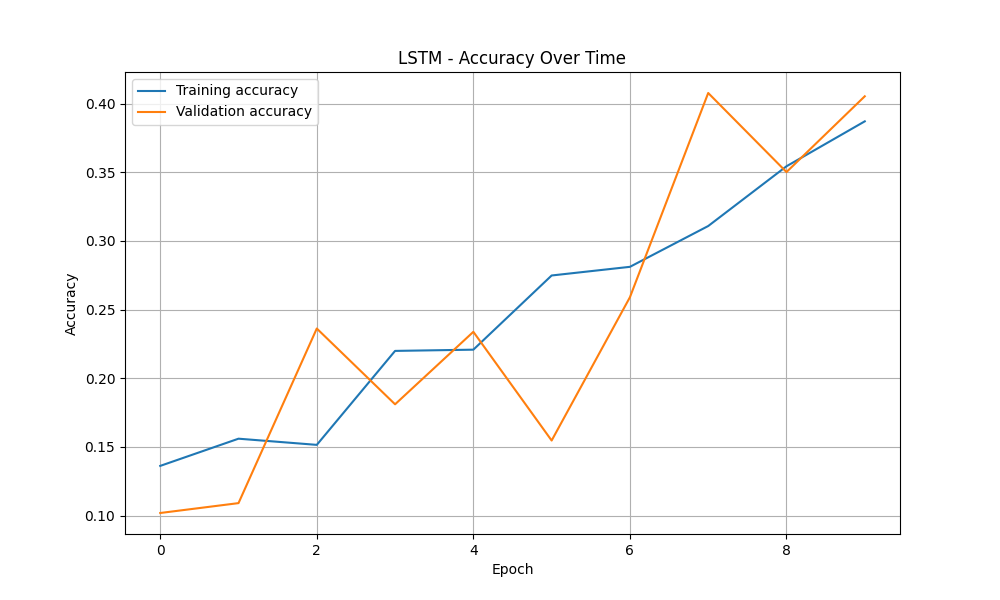 LSTM - Accuracy Over Time
Training accuracy
Validation accuracy
0.40
0.35
0.30
0.25
0.20
0.15
0.10
Accuracy
0 2 4 6 8
Epoch